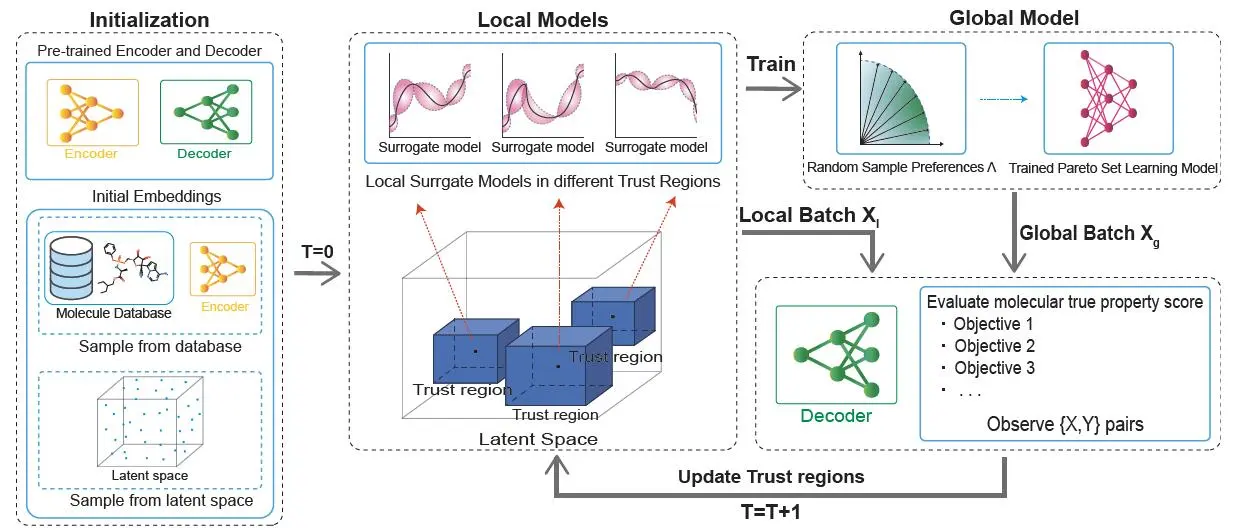 Initialization
Pre-trained Encoder and Decoder
Encoder
Decoder
Initial Embeddings
Molecule Database
Encoder
Sample from database
Latent space
Sample from latent space
T=0
Local Models
Surrogate model
Surrogate model
Surrogate model
Local Surrgate Models in different Trust Regions
Trust region
Trust region
Trust region
Latent Space
Train
Global Model
Random Sample Preferences Λ
Trained Pareto Set Learning Model
Local Batch Xl
Global Batch Xg
Decoder
Evaluate molecular true property score
· Objective 1
· Objective 2
· Objective 3
· . . .
Observe {X,Y} pairs
Update Trust regions
T=T+1